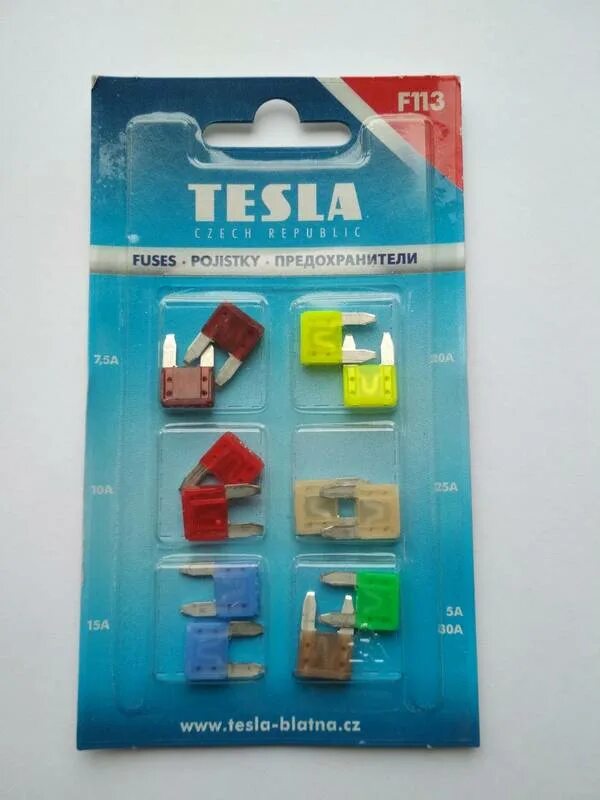 F113
TESLA
CZECH REPUBLIC
FUSES · POJISTKY · ПРЕДОХРАНИТЕЛИ
7,5A
20A
10A
25A
15A
5A
30A
www.tesla-blatna.cz